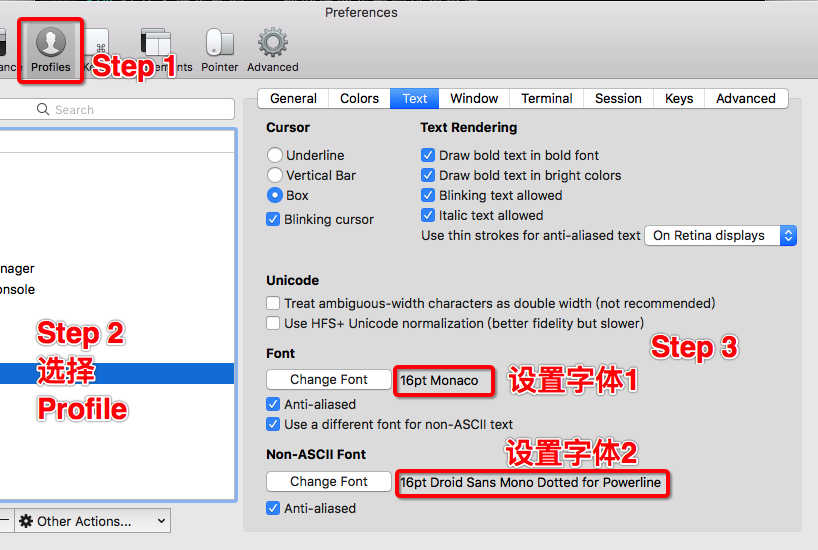 Preferences
Profiles
Step 1
Pointer
Advanced
Search
General
Colors
Text
Window
Terminal
Session
Keys
Advanced
Cursor
Underline
Vertical Bar
Box
Blinking cursor
Text Rendering
Draw bold text in bold font
Draw bold text in bright colors
Blinking text allowed
Italic text allowed
Use thin strokes for anti-aliased text
On Retina displays
Unicode
Treat ambiguous-width characters as double width (not recommended)
Use HFS+ Unicode normalization (better fidelity but slower)
nager
onsole
Step 2
选择
Profile
Step 3
Font
Change Font
16pt Monaco
设置字体1
Anti-aliased
Use a different font for non-ASCII text
设置字体2
Non-ASCII Font
Change Font
16pt Droid Sans Mono Dotted for Powerline
Anti-aliased
Other Actions...